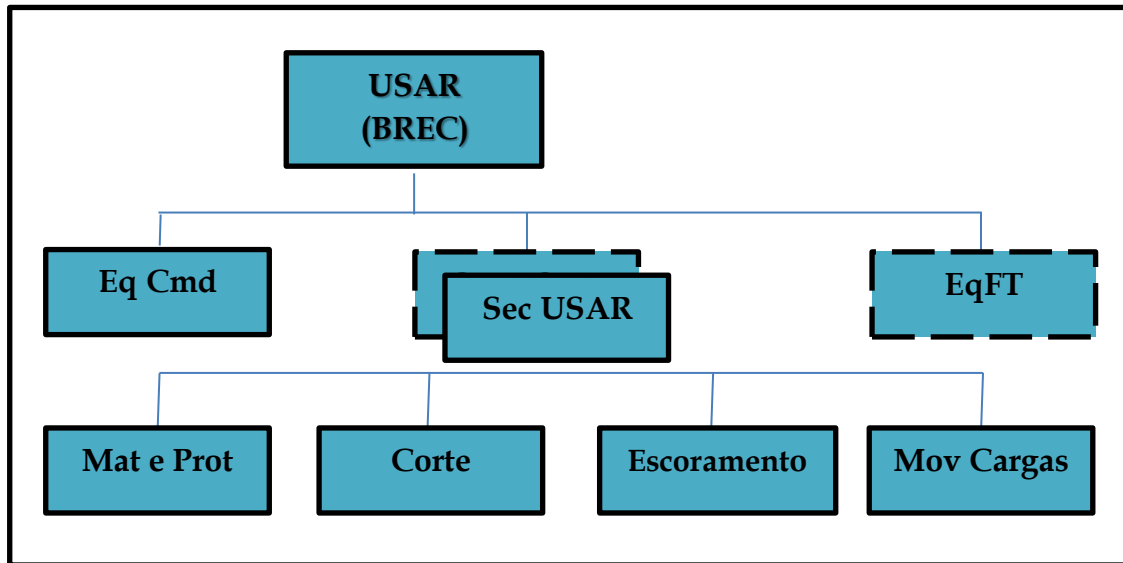 USAR
(BREC)
Eq Cmd
Sec USAR
EqFT
Mat e Prot
Corte
Escoramento
Mov Cargas